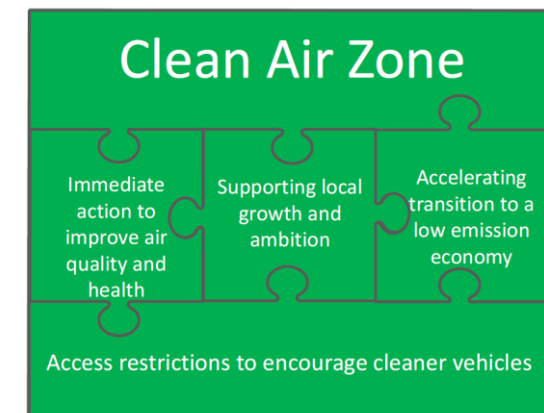 Clean Air Zone
Immediate
action to
improve air
quality and
health
Supporting local
growth and
ambition
Accelerating
transition to a
low emission
economy
Access restrictions to encourage cleaner vehicles